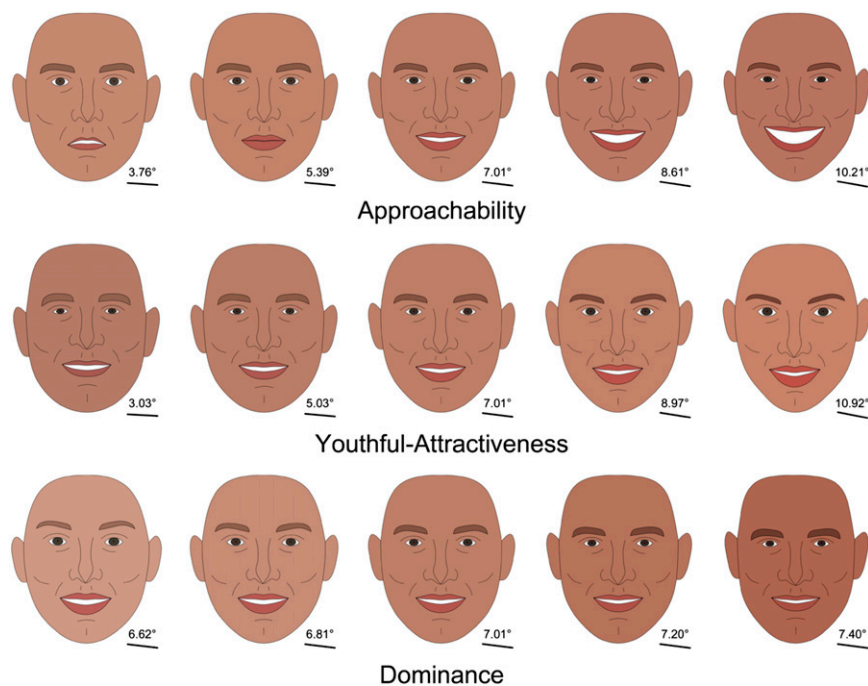 3.76° 5.39° 7.01° 8.61° 10.21°
Approachability
3.03° 5.03° 7.01° 8.97° 10.92°
Youthful-Attractiveness
6.62° 6.81° 7.01° 7.20° 7.40°
Dominance